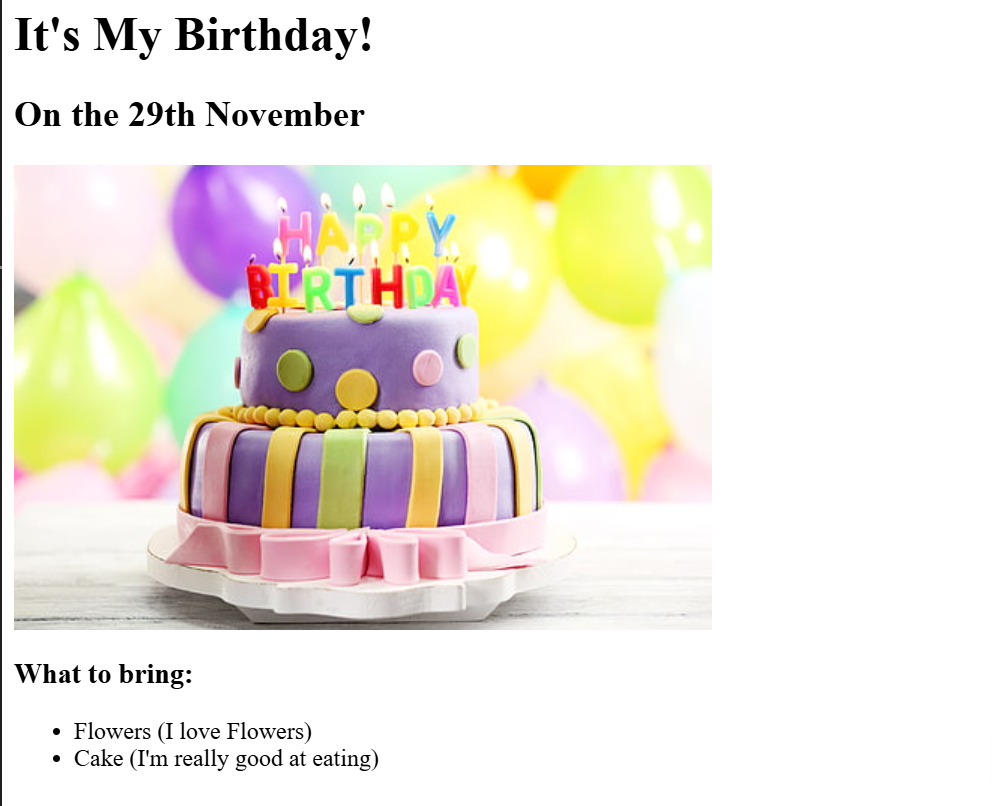 It's My Birthday!
On the 29th November
HAPPY
BIRTHDAY
What to bring:
Flowers (I love Flowers)
Cake (I'm really good at eating)